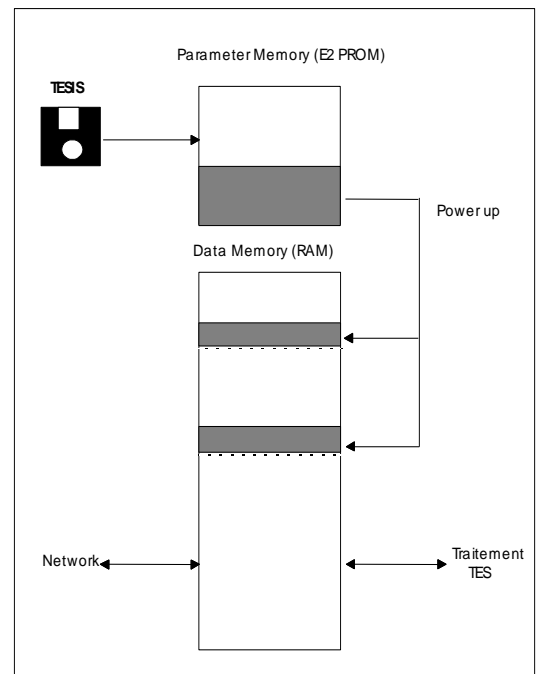 Parameter Memory (E2 PROM)
TESIS
Power up
Data Memory (RAM)
Network
Traitement
TES